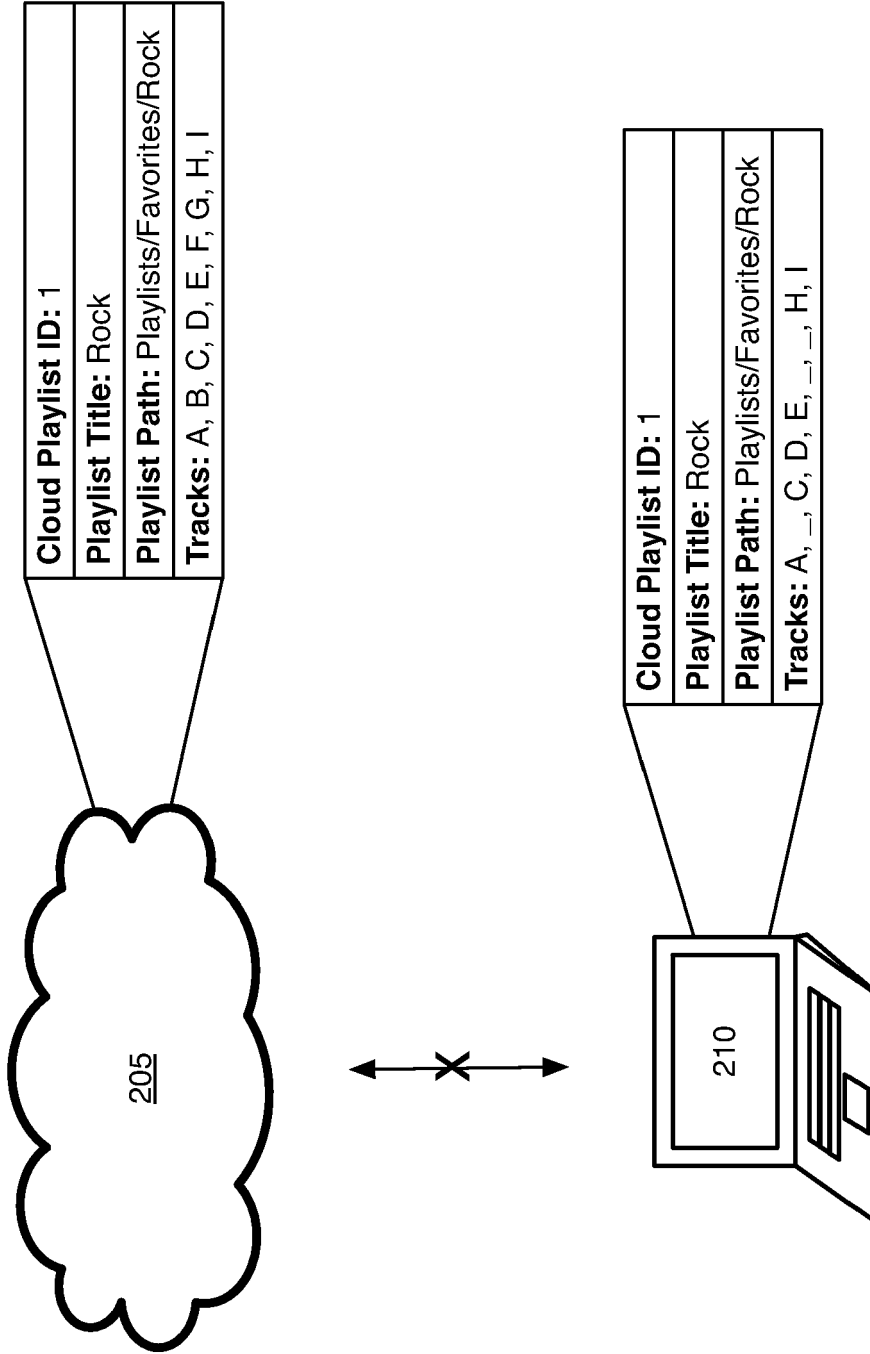 205
Cloud Playlist ID: 1
Playlist Title: Rock
Playlist Path: Playlists/Favorites/Rock
Tracks: A, B, C, D, E, F, G, H, I
X
210
Cloud Playlist ID: 1
Playlist Title: Rock
Playlist Path: Playlists/Favorites/Rock
Tracks: A, _, C, D, E, _, _, H, I